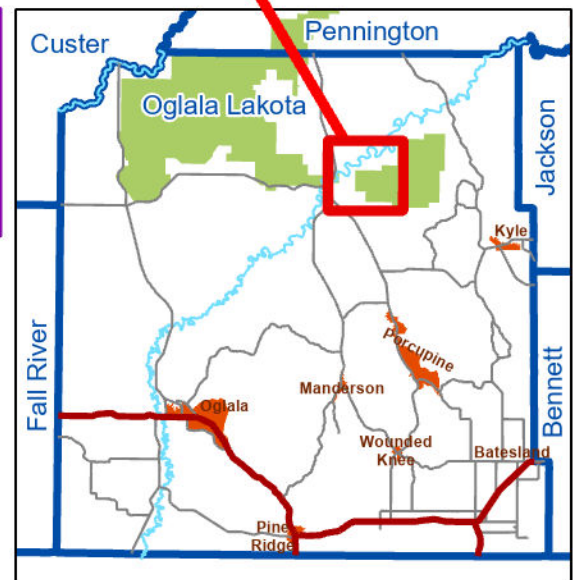 Custer
Pennington
Oglala Lakota
Jackson
Kyle
Porcupine
Fall River
Manderson
Oglala
Bennett
Wounded
Knee
Batesland
Pine
Ridge